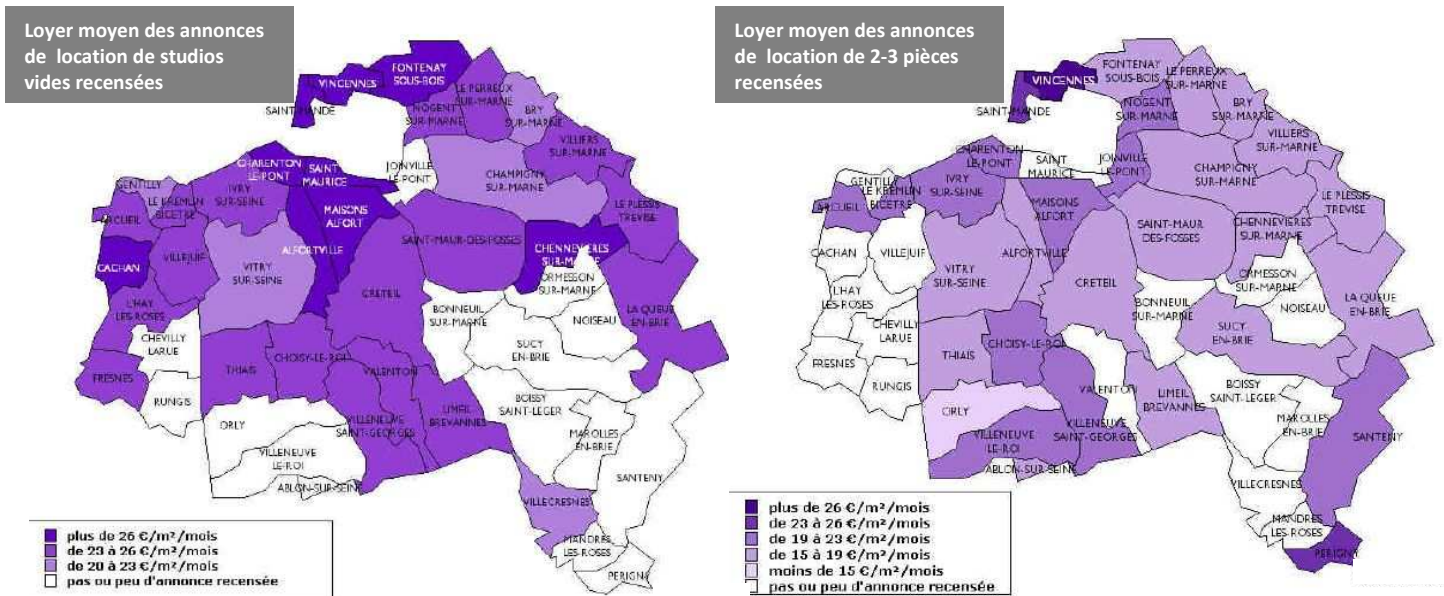 Loyer moyen des annonces
de location de studios
vides recensées
FONTENAY
SOUS-BOIS
VINCENNES
SAINT-MANDE
LE PERREUX
SUR-MARNE
NOGENT
SUR-MARNE
BRY
SUR-MARNE
VILLIERS
SUR-MARNE
JOINVILLE
LE-PONT
CHARENTON
LE-PONT
SAINT
MAURICE
CHAMPIGNY
SUR-MARNE
GENTILLY
LE KREMLIN
BICETRE
IVRY
SUR-SEINE
MAISONS
ALFORT
LE PLESSIS
TREVISE
ARCUEIL
VILLEJUIF
ALFORTVILLE
SAINT-MAUR-DES-FOSSES
CHENNEVIERES
SUR-MARNE
CACHAN
VITRY
SUR-SEINE
ORMESSON
SUR-MARNE
CRETEIL
L'HAY
LES-ROSES
BONNEUIL
SUR-MARNE
NOISEAU
LA QUEUE
EN-BRIE
CHEVILLY
LARUE
SUCY
EN-BRIE
FRESNES
THIAIS
CHOISY-LE-ROI
VALENTON
RUNGIS
BOISSY
SAINT-LEGER
LIMEIL
BREVANNES
ORLY
VILLENEUVE
SAINT-GEORGES
MAROLLES
EN-BRIE
VILLENEUVE
LE-ROI
SANTENY
ABLON-SUR-SEINE
VILLECRESNES
MANDRES
LES-ROSES
PERIGNY
plus de 26 €/m²/mois
de 23 à 26 €/m²/mois
de 20 à 23 €/m²/mois
pas ou peu d'annonce recensée
Loyer moyen des annonces
de location de 2-3 pièces
recensées
FONTENAY
SOUS-BOIS
VINCENNES
LE PERREUX
SUR-MARNE
SAINT-MANDE
NOGENT
SUR-MARNE
BRY
SUR-MARNE
VILLIERS
SUR-MARNE
CHARENTON
LE-PONT
SAINT
MAURICE
JOINVILLE
LE-PONT
CHAMPIGNY
SUR-MARNE
GENTILLY
LE KREMLIN
BICETRE
IVRY
SUR-SEINE
MAISONS
ALFORT
LE PLESSIS
TREVISE
ARCUEIL
SAINT-MAUR
DES-FOSSES
CHENNEVIERES
SUR-MARNE
CACHAN
VILLEJUIF
ALFORTVILLE
VITRY
SUR-SEINE
ORMESSON
SUR-MARNE
L'HAY
LES-ROSES
CRETEIL
BONNEUIL
SUR-MARNE
NOISEAU
LA QUEUE
EN-BRIE
CHEVILLY
LARUE
SUCY
EN-BRIE
FRESNES
THIAIS
CHOISY-LE-ROI
RUNGIS
VALENTON
LIMEIL
BREVANNES
BOISSY
SAINT-LEGER
ORLY
VILLENEUVE
SAINT-GEORGES
MAROLLES
EN-BRIE
VILLENEUVE
LE-ROI
SANTENY
ABLON-SUR-SEINE
VILLECRESNES
MANDRES
LES-ROSES
PERIGNY
plus de 26 €/m²/mois
de 23 à 26 €/m²/mois
de 19 à 23 €/m²/mois
de 15 à 19 €/m²/mois
moins de 15 €/m²/mois
pas ou peu d'annonce recensée